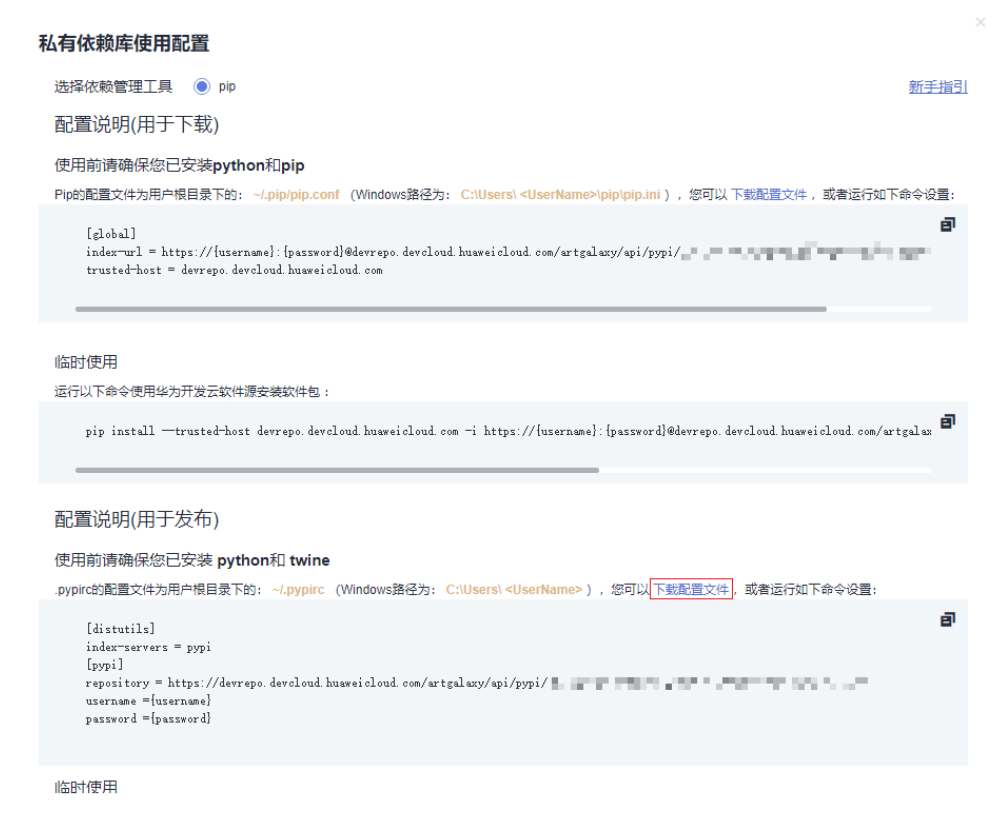 私有依赖库使用配置
选择依赖管理工具 pip 新手指引
配置说明(用于下载)
使用前请确保您已安装python和pip
Pip的配置文件为用户根目录下的： ~/.pip/pip.conf （Windows路径为： C:\Users\ <UserName>\pip\pip.ini ），您可以 下载配置文件 ，或者运行如下命令设置：
[global]
index-url = https://{username}:{password}@devrepo.devcloud.huaweicloud.com/artgalaxy/api/pypi/
trusted-host = devrepo.devcloud.huaweicloud.com
临时使用
运行以下命令使用华为开发云软件源安装软件包：
pip install --trusted-host devrepo.devcloud.huaweicloud.com -i https://{username}:{password}@devrepo.devcloud.huaweicloud.com/artgalax
配置说明(用于发布)
使用前请确保您已安装 python和 twine
.pypirc的配置文件为用户根目录下的： ~/.pypirc （Windows路径为： C:\Users\ <UserName> ），您可以 下载配置文件 ，或者运行如下命令设置：
[distutils]
index-servers = pypi
[pypi]
repository = https://devrepo.devcloud.huaweicloud.com/artgalaxy/api/pypi/
username ={username}
password ={password}
临时使用